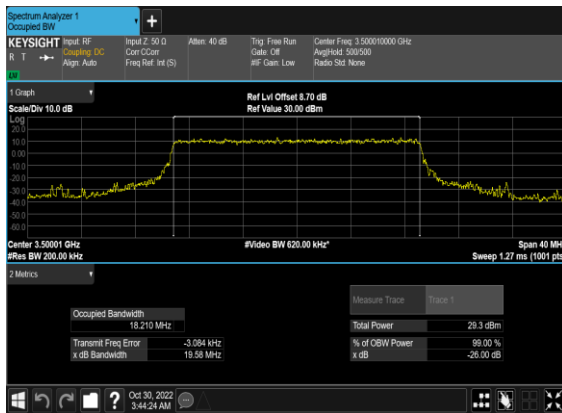 Spectrum Analyzer 1
Occupied BW
KEYSIGHT
R T
Input: RF
Coupling: DC
Align: Auto
Input Z: 50 Ω
Corr CCorr
Freq Ref: Int (S)
Atten: 40 dB
Trig: Free Run
Gate: Off
#IF Gain: Low
Center Freq: 3.500010000 GHz
Avg|Hold: 500/500
Radio Std: None
1 Graph
Scale/Div 10.0 dB
Ref Lvl Offset 8.70 dB
Ref Value 30.00 dBm
Log
20.0
10.0
0.00
-10.0
-20.0
-30.0
-40.0
-50.0
-60.0
Center 3.50001 GHz
#Res BW 200.00 kHz
#Video BW 620.00 kHz*
Span 40 MH
Sweep 1.27 ms (1001 pts
2 Metrics
Measure Trace Trace 1
Occupied Bandwidth
18.210 MHz
Total Power 29.3 dBm
Transmit Freq Error -3.084 kHz
% of OBW Power 99.00 %
x dB Bandwidth 19.58 MHz
x dB -26.00 dB
Oct 30, 2022
3:44:24 AM